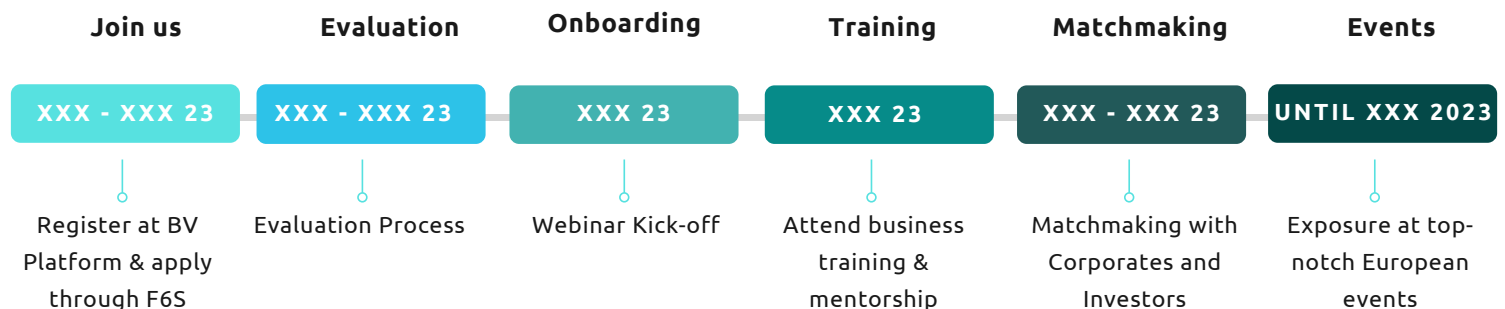 Join us
Evaluation
Onboarding
Training
Matchmaking
Events
XXX - XXX 23
XXX - XXX 23
XXX 23
XXX 23
XXX - XXX 23
UNTIL XXX 2023
Register at BV
Platform & apply
through F6S
Evaluation Process
Webinar Kick-off
Attend business
training &
mentorship
Matchmaking with
Corporates and
Investors
Exposure at top-
notch European
events